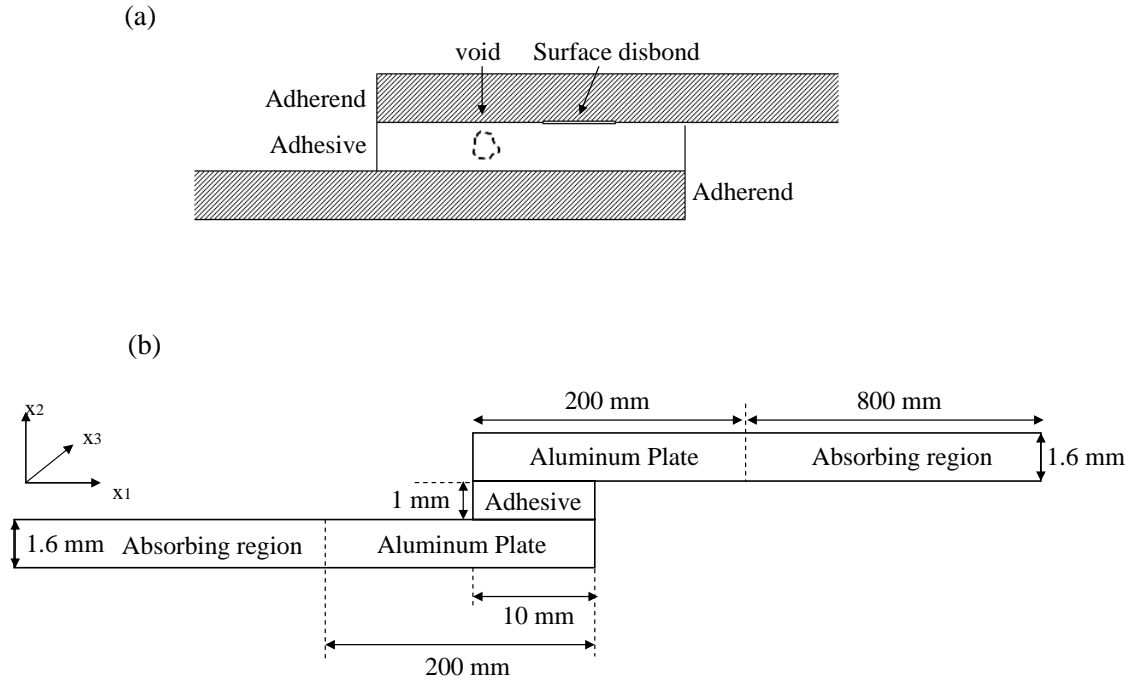 (a)
void
Surface disbond
Adherend
Adhesive
Adherend
(b)
x2
x3
x1
200 mm
800 mm
Aluminum Plate
Absorbing region
1.6 mm
1 mm
Adhesive
1.6 mm
Absorbing region
Aluminum Plate
10 mm
200 mm